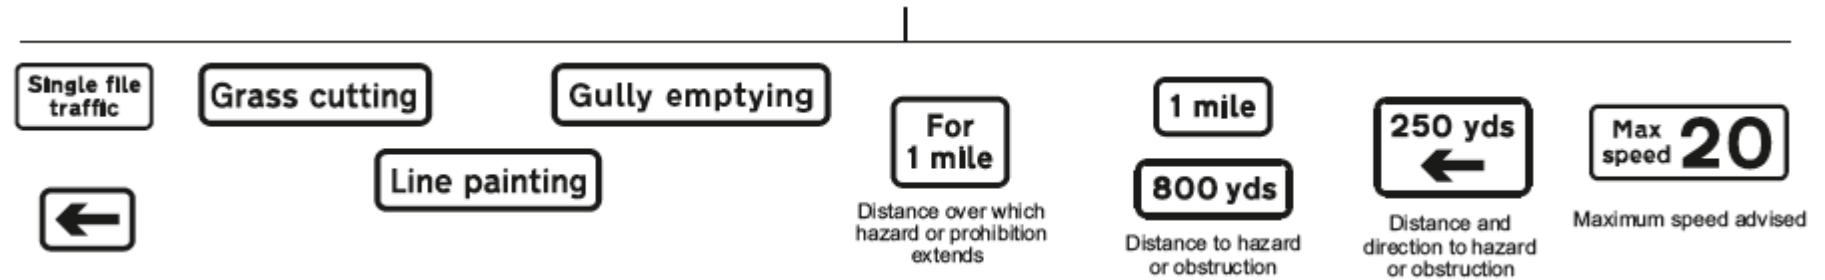 Single file
traffic
Grass cutting
Gully emptying
Line painting
For
1 mile
Distance over which
hazard or prohibition
extends
1 mile
800 yds
Distance to hazard
or obstruction
250 yds
Distance and
direction to hazard
or obstruction
Max
speed 20
Maximum speed advised